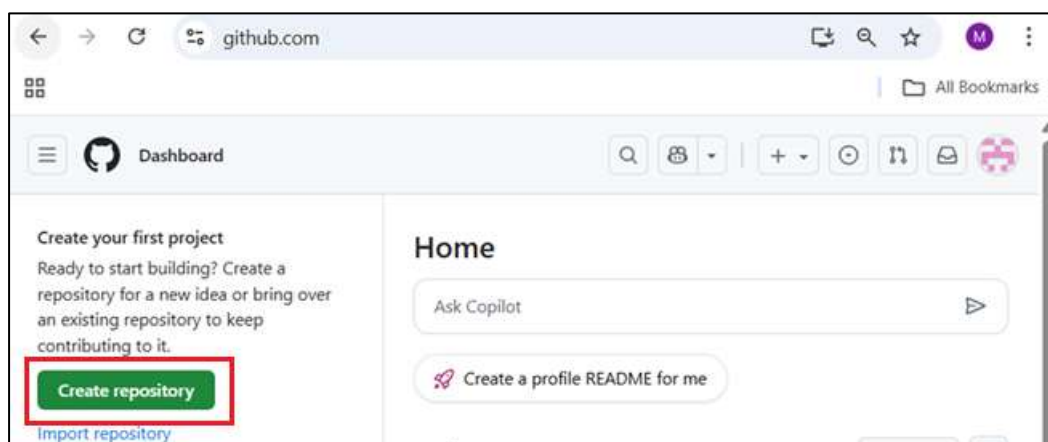 github.com
M
All Bookmarks
Dashboard
Create your first project
Ready to start building? Create a
repository for a new idea or bring over
an existing repository to keep
contributing to it.
Create repository
Import repository
Home
Ask Copilot
Create a profile README for me